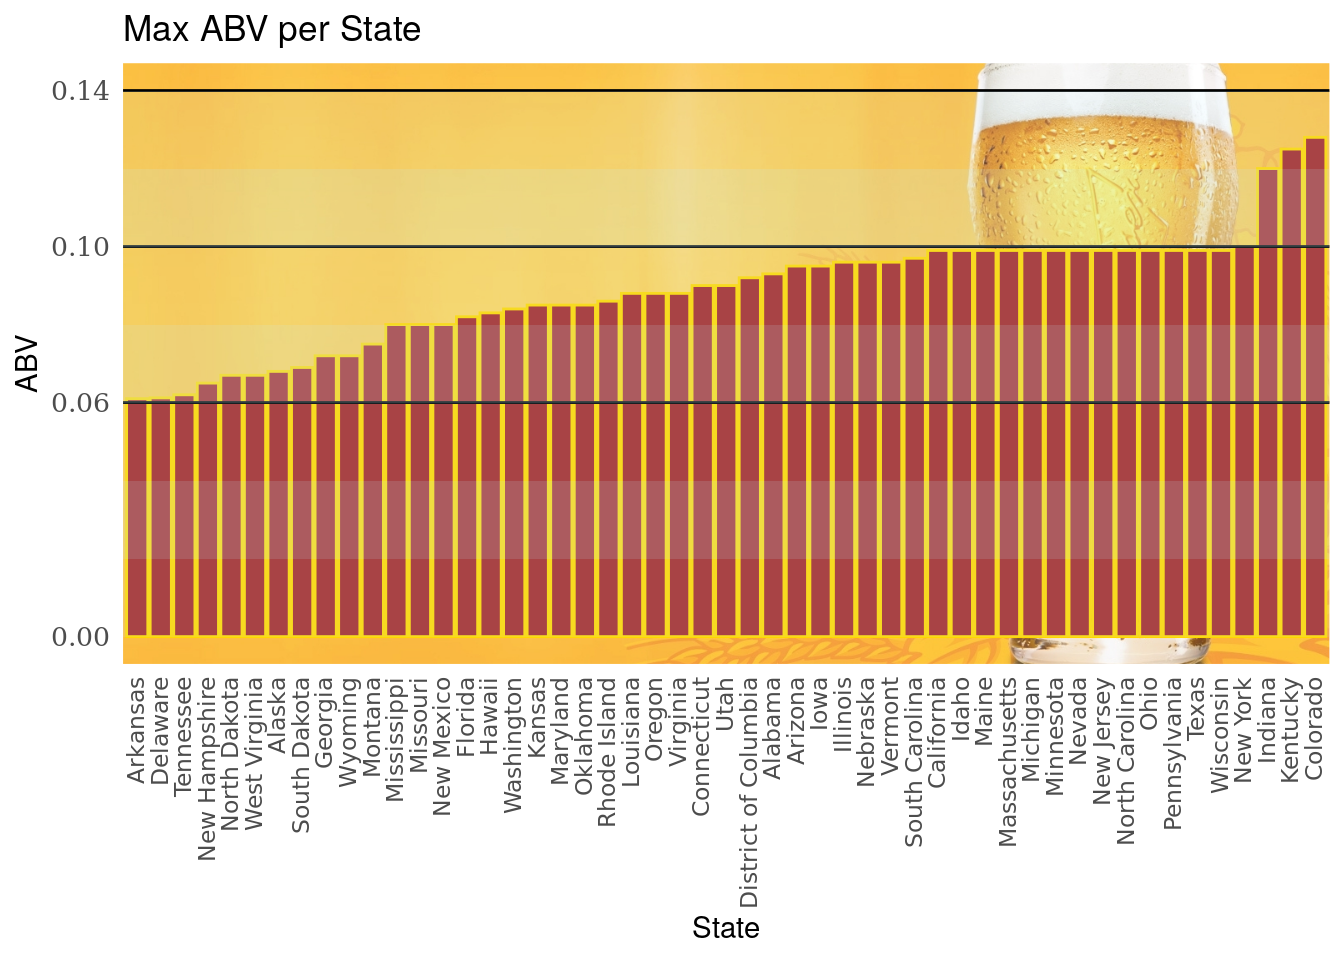 Max ABV per State
0.14
0.10
0.06
0.00
ABV
Arkansas
Delaware
Tennessee
New Hampshire
North Dakota
West Virginia
Alaska
South Dakota
Georgia
Wyoming
Montana
Mississippi
Missouri
New Mexico
Florida
Hawaii
Washington
Kansas
Maryland
Oklahoma
Rhode Island
Louisiana
Oregon
Virginia
Connecticut
Utah
District of Columbia
Alabama
Arizona
Iowa
Illinois
Nebraska
Vermont
South Carolina
California
Idaho
Maine
Massachusetts
Michigan
Minnesota
Nevada
New Jersey
North Carolina
Ohio
Pennsylvania
Texas
Wisconsin
New York
Indiana
Kentucky
Colorado
State